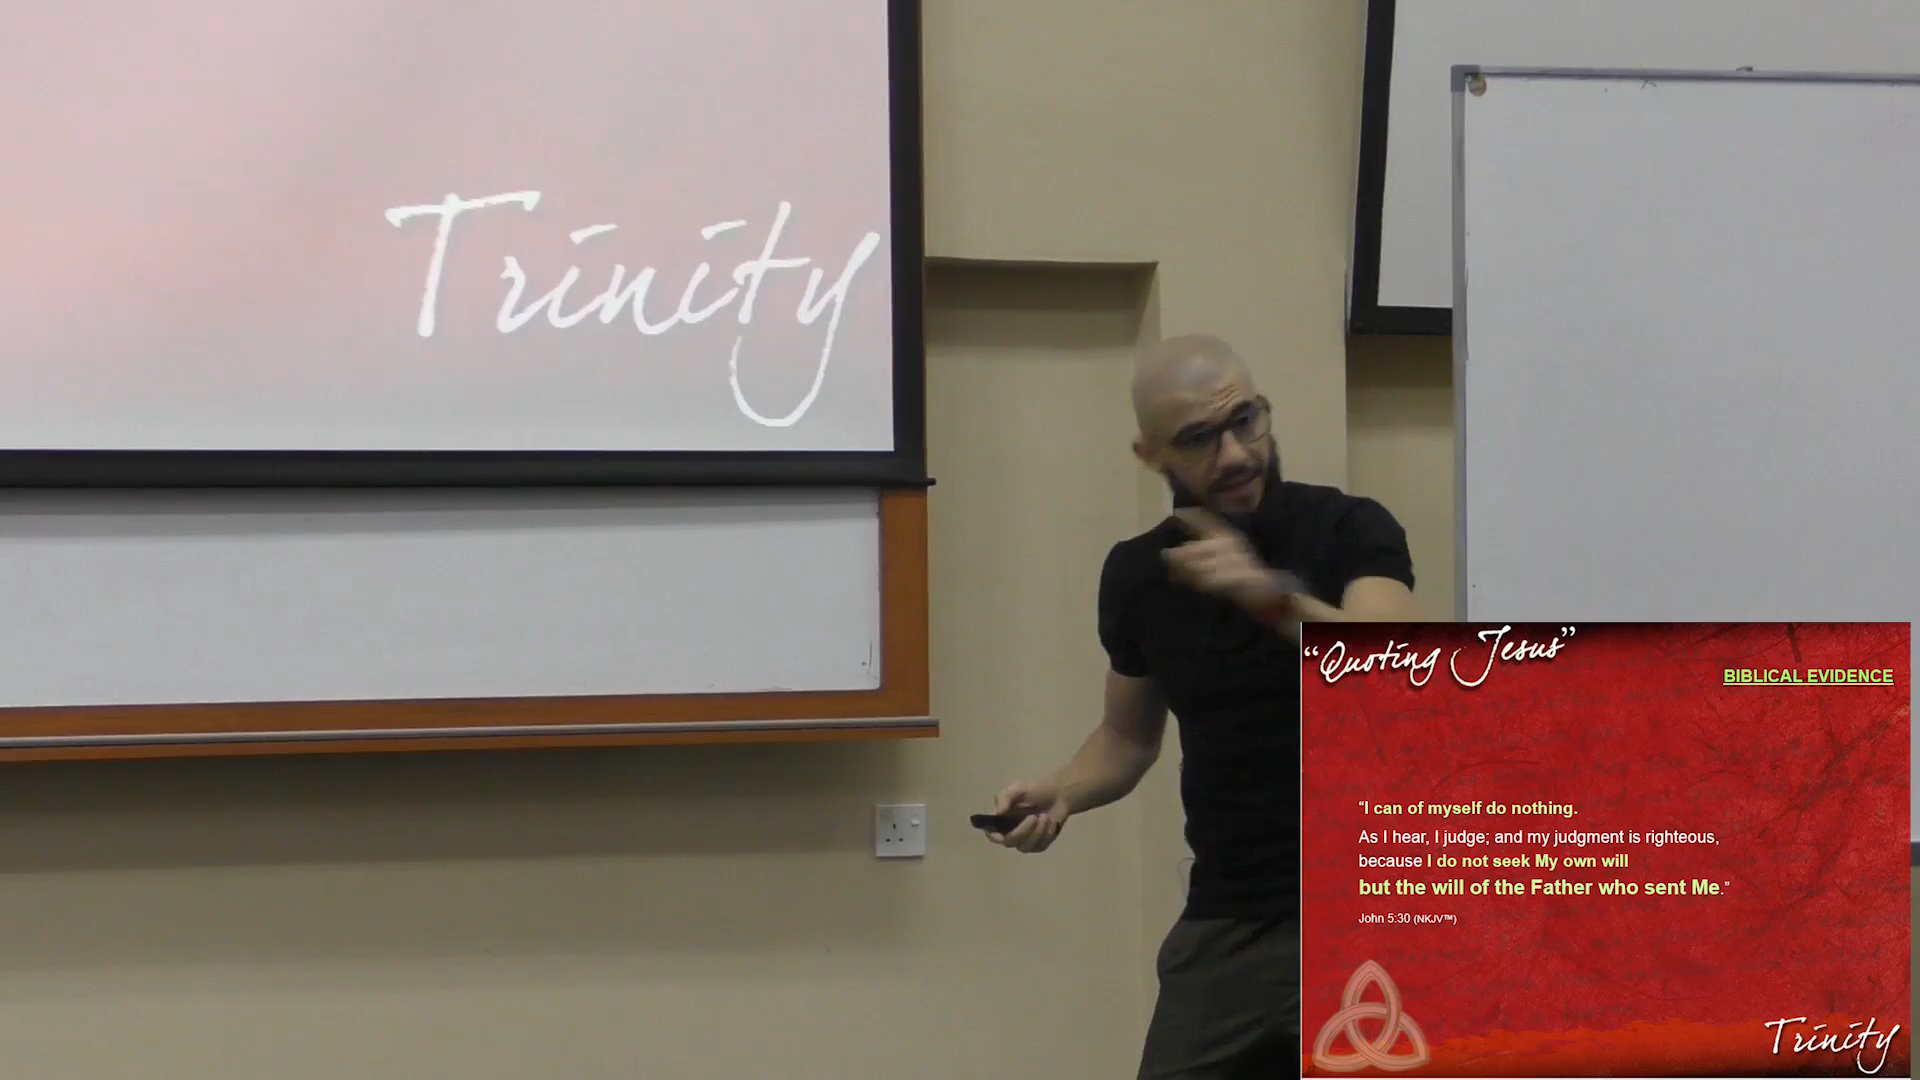 Trinity
“Quoting Jesus”
BIBLICAL EVIDENCE
“I can of myself do nothing.
As I hear, I judge; and my judgment is righteous,
because I do not seek My own will
but the will of the Father who sent Me.”
John 5:30 (NKJV™)
Trinity